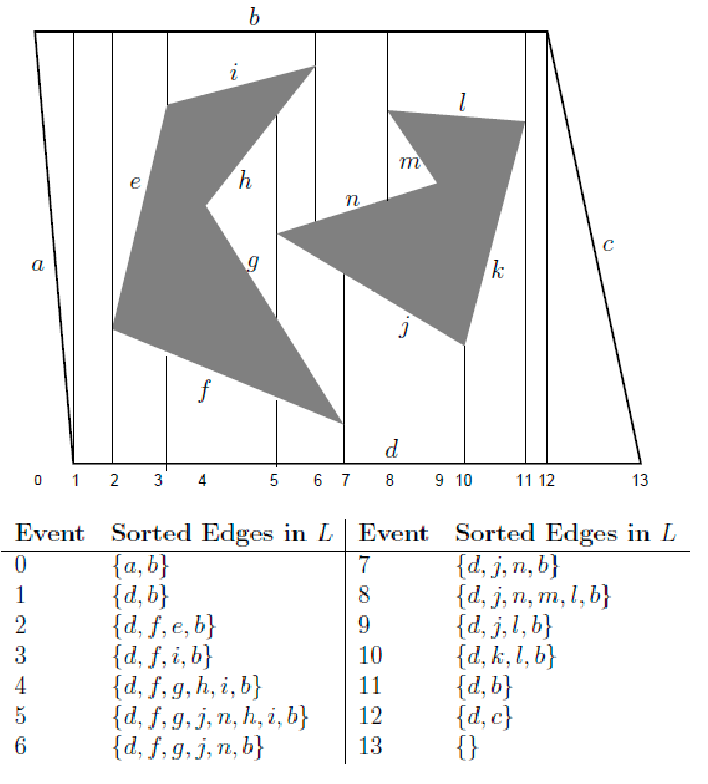 b
i
l
e
h
m
n
a
g
c
k
j
f
d
0 1 2 3 4 5 6 7 8 9 10 11 12 13
Event Sorted Edges in L Event Sorted Edges in L
0 {a, b} 7 {d, j, n, b}
1 {d, b} 8 {d, j, n, m, l, b}
2 {d, f, e, b} 9 {d, j, l, b}
3 {d, f, i, b} 10 {d, k, l, b}
4 {d, f, g, h, i, b} 11 {d, b}
5 {d, f, g, j, n, h, i, b} 12 {d, c}
6 {d, f, g, j, n, b} 13 {}